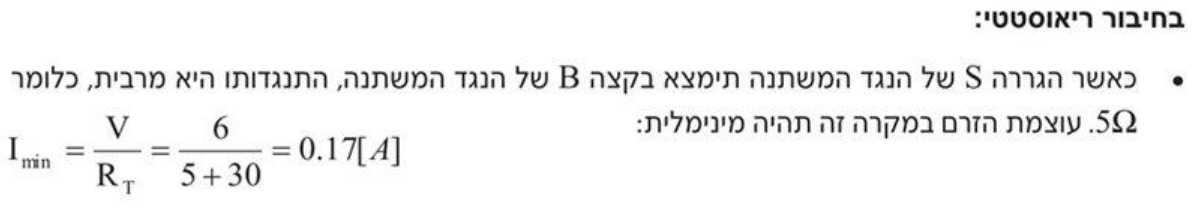 בחיבור ריאוסטטי:
• כאשר הגררה S של הנגד המשתנה תימצא בקצה B של הנגד המשתנה, התנגדותו היא מרבית, כלומר
5Ω. עוצמת הזרם במקרה זה תהיה מינימלית: I_min = V/R_T = 6/(5+30) = 0.17[A]